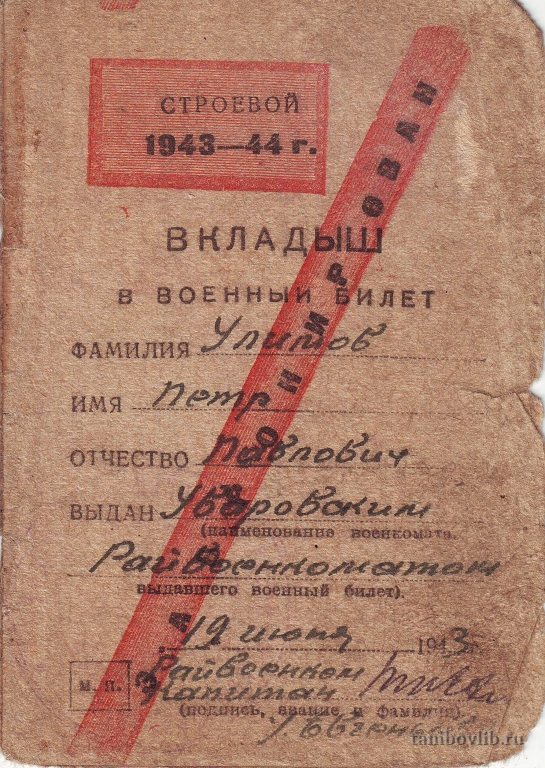 СТРОЕВОЙ
1943—44 г.
ЗАБРОНИРОВАН
ВКЛАДЫШ
В ВОЕННЫЙ БИЛЕТ
ФАМИЛИЯ Улитов
ИМЯ Петр
ОТЧЕСТВО Павлович
ВЫДАН Уваровским
(наименование военкомата,
Райвоенкоматом
выдавшего военный билет).
19 июня 1943 г.
Райвоенком
М. П. Капитан
(подпись, звание и фамилия)
tambovlib.ru